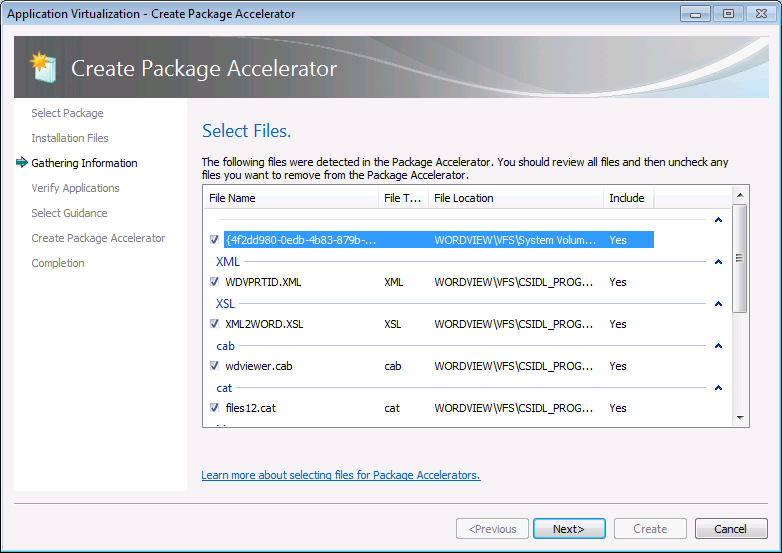 Application Virtualization - Create Package Accelerator
Create Package Accelerator
Select Package
Installation Files
Gathering Information
Verify Applications
Select Guidance
Create Package Accelerator
Completion
Select Files.
The following files were detected in the Package Accelerator. You should review all files and then uncheck any
files you want to remove from the Package Accelerator.
File Name File T... File Location Include
{4f2dd980-0edb-4b83-879b-... WORDVIEW\VFS\System Volum... Yes
XML
WDVPRTID.XML XML WORDVIEW\VFS\CSIDL_PROG... Yes
XSL
XML2WORD.XSL XSL WORDVIEW\VFS\CSIDL_PROG... Yes
cab
wdviewer.cab cab WORDVIEW\VFS\CSIDL_PROG... Yes
cat
files12.cat cat WORDVIEW\VFS\CSIDL_PROG... Yes
Learn more about selecting files for Package Accelerators.
<Previous Next> Create Cancel